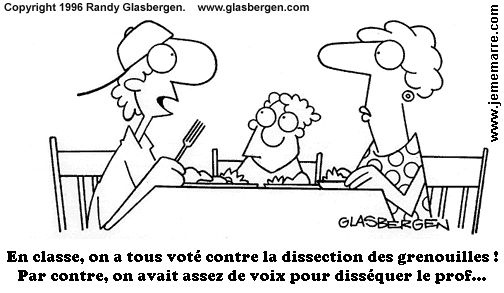 Copyright 1996 Randy Glasbergen. www.glasbergen.com
www.jememarre.com
GLASBERGEN
En classe, on a tous voté contre la dissection des grenouilles !
Par contre, on avait assez de voix pour disséquer le prof...